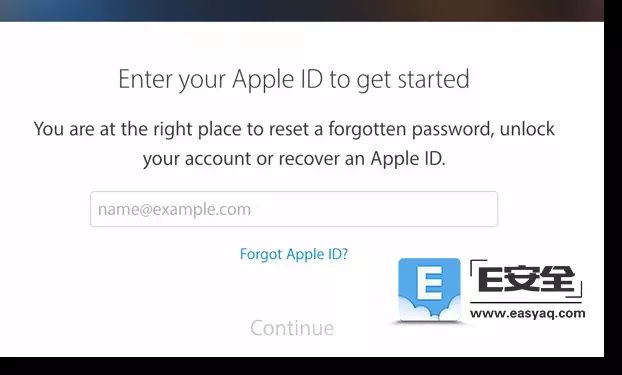 Enter your Apple ID to get started
You are at the right place to reset a forgotten password, unlock
your account or recover an Apple ID.
name@example.com
Forgot Apple ID?
E
E安全
www.easyaq.com
Continue